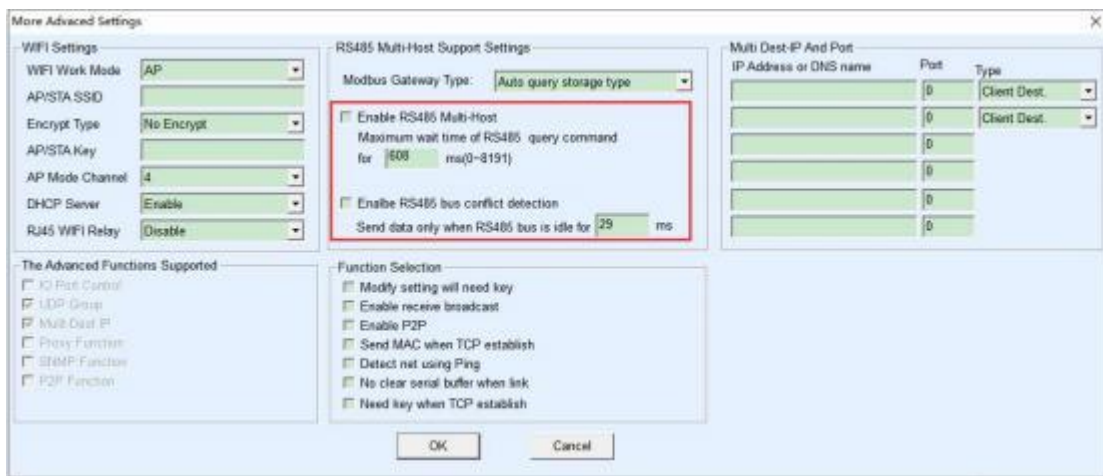 More Advaced Settings
WIFI Settings
WIFI Work Mode AP
AP/STA SSID
Encrypt Type No Encrypt
AP/STA Key
AP Mode Channel 4
DHCP Server Enable
RJ45 WIFI Relay Disable
RS485 Multi-Host Support Settings
Modbus Gateway Type: Auto query storage type
Enable RS485 Multi-Host
Maximum wait time of RS485 query command
for 608 ms(0~8191)
Enalbe RS485 bus conflict detection
Send data only when RS485 bus is idle for 29 ms
Multi Dest-IP And Port
IP Address or DNS name Port Type
0 Client Dest.
0 Client Dest.
0
0
0
0
The Advanced Functions Supported
IO Port Control
UDP Group
Multi-Dest IP
Proxy Function
SNMP Function
P2P Function
Function Selection
Modify setting will need key
Enable receive broadcast
Enable P2P
Send MAC when TCP establish
Detect net using Ping
No clear serial buffer when link
Need key when TCP establish
OK Cancel